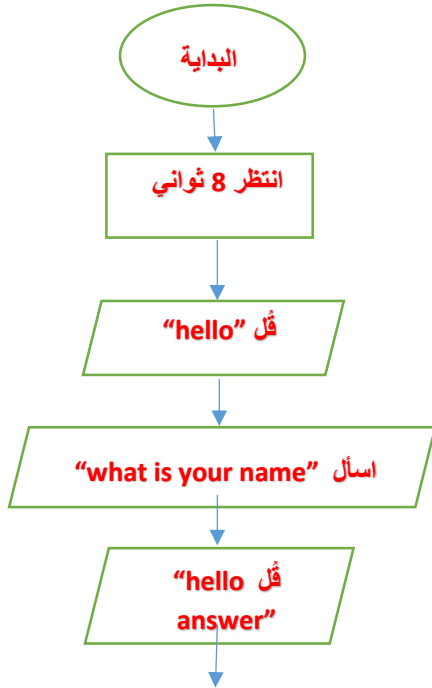 البداية
انتظر 8 ثواني
قُل “hello”
اسأل “what is your name”
قُل “hello
answer”